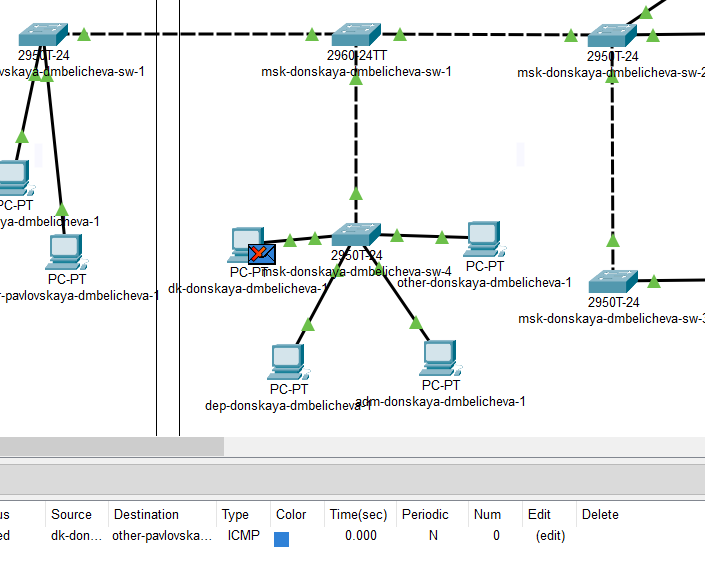 2950T-24
vskaya-dmbelicheva-sw-1
2960-24TT
msk-donskaya-dmbelicheva-sw-1
2950T-24
msk-donskaya-dmbelicheva-sw-2
PC-PT
ya-dmbelicheva-1
PC-PT
r-pavlovskaya-dmbelicheva-1
PC-PT
dk-donskaya-dmbelicheva-1
2950T-24
msk-donskaya-dmbelicheva-sw-4
PC-PT
other-donskaya-dmbelicheva-1
2950T-24
msk-donskaya-dmbelicheva-sw-3
PC-PT
dep-donskaya-dmbelicheva-1
PC-PT
adm-donskaya-dmbelicheva-1
us Source Destination Type Color Time(sec) Periodic Num Edit Delete
ed dk-don... other-pavlovska... ICMP 0.000 N 0 (edit)